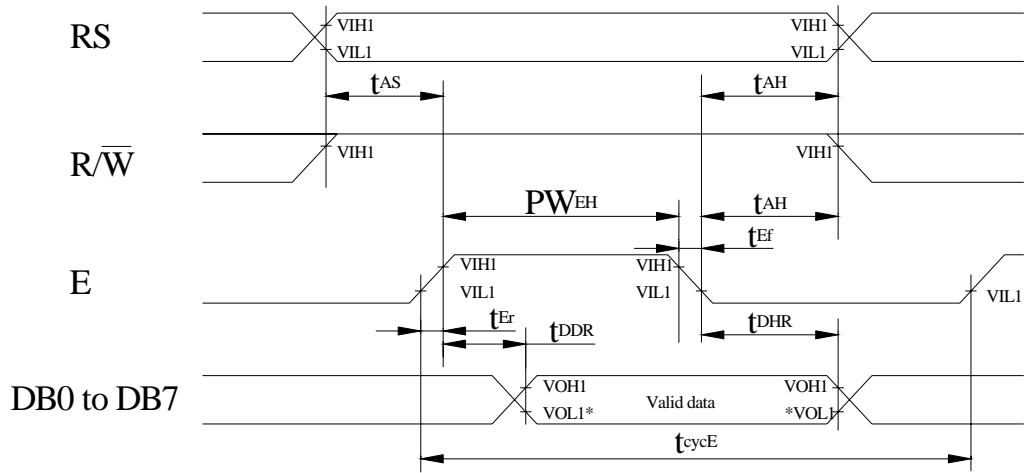 RS
VIH1
VIL1
VIH1
VIL1
tAS
tAH
R/W̅
VIH1
VIH1
PWEH
tAH
tEf
E
VIH1
VIL1
VIH1
VIL1
VIL1
tEr
tDDR
tDHR
DB0 to DB7
VOH1
VOL1*
Valid data
VOH1
*VOL1
tcycE